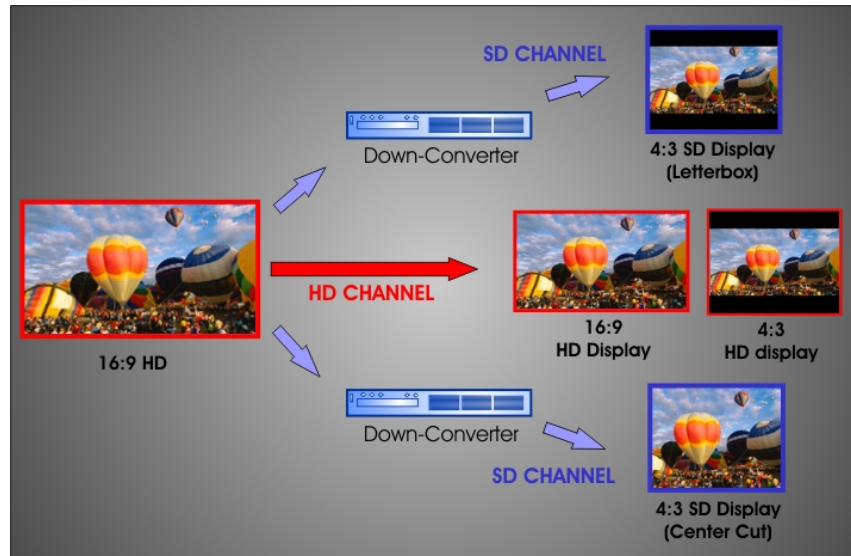 SD CHANNEL
Down-Converter
4:3 SD Display
(Letterbox)
HD CHANNEL
16:9 HD
16:9
HD Display
4:3
HD display
Down-Converter
SD CHANNEL
4:3 SD Display
(Center Cut)